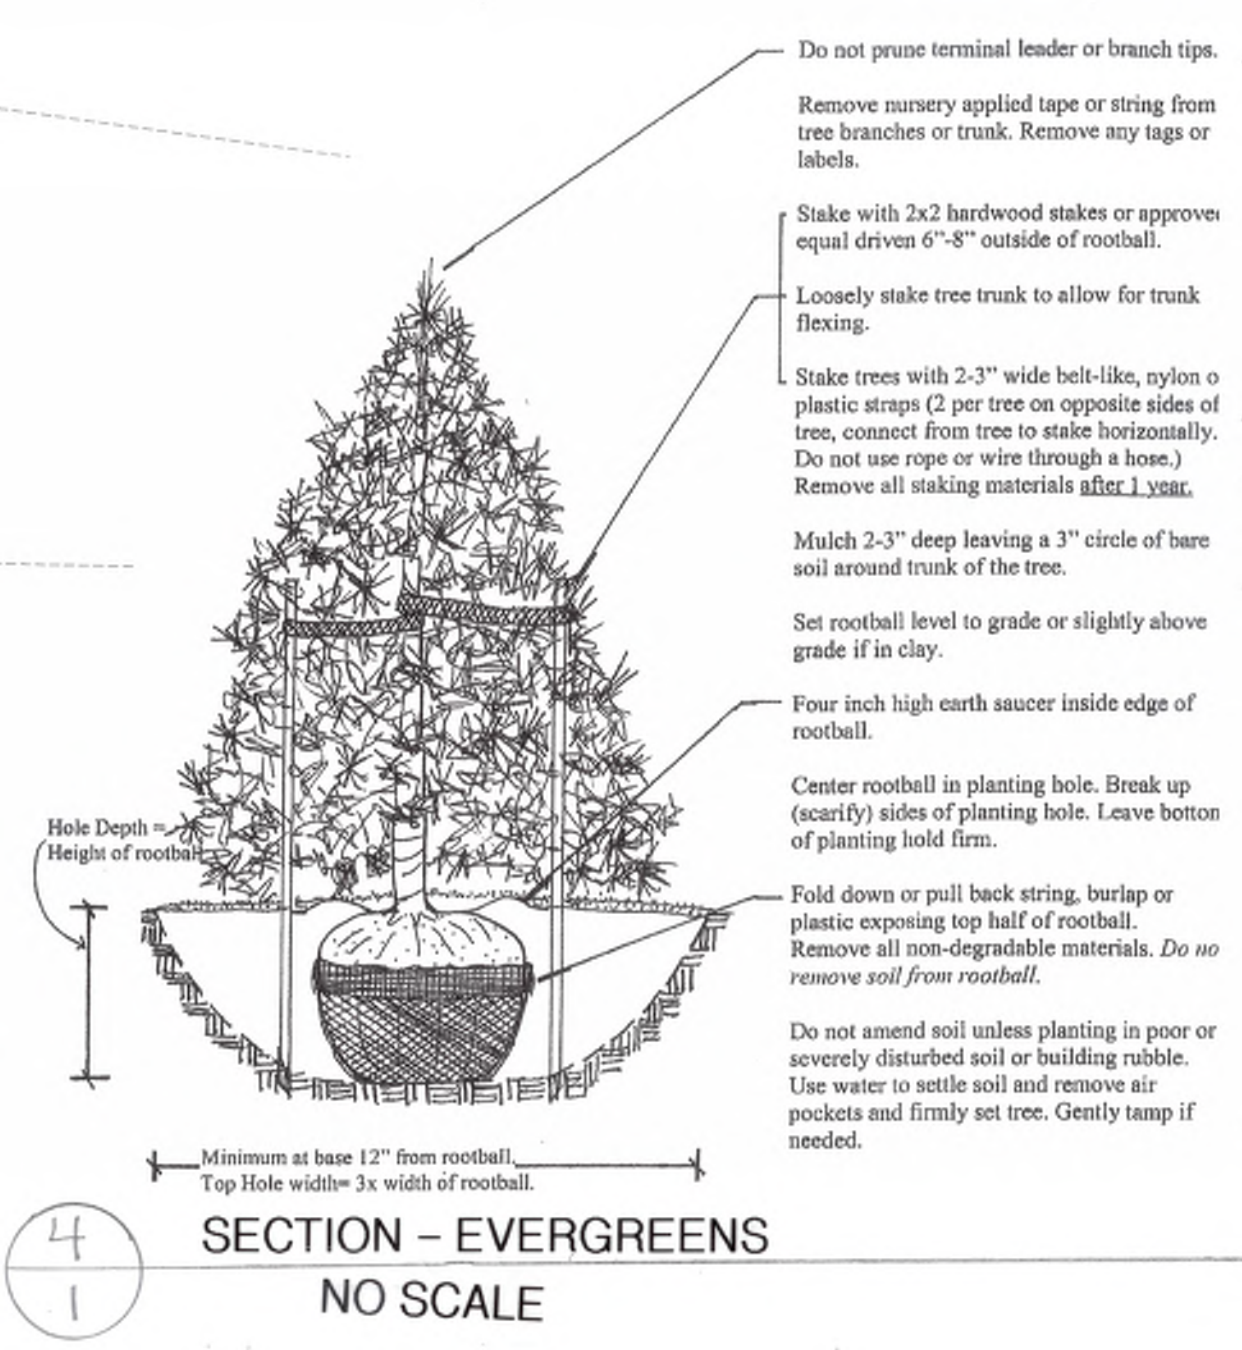 Do not prune terminal leader or branch tips.
Remove nursery applied tape or string from
tree branches or trunk. Remove any tags or
labels.
Stake with 2x2 hardwood stakes or approve
equal driven 6"-8" outside of rootball.
Loosely stake tree trunk to allow for trunk
flexing.
Stake trees with 2-3" wide belt-like, nylon o
plastic straps (2 per tree on opposite sides of
tree, connect from tree to stake horizontally.
Do not use rope or wire through a hose.)
Remove all staking materials after 1 year.
Mulch 2-3" deep leaving a 3" circle of bare
soil around trunk of the tree.
Set rootball level to grade or slightly above
grade if in clay.
Four inch high earth saucer inside edge of
rootball.
Center rootball in planting hole. Break up
(scarify) sides of planting hole. Leave botton
of planting hold firm.
Fold down or pull back string, burlap or
plastic exposing top half of rootball.
Remove all non-degradable materials. Do no
remove soil from rootball.
Do not amend soil unless planting in poor or
severely disturbed soil or building rubble.
Use water to settle soil and remove air
pockets and firmly set tree. Gently tamp if
needed.
Hole Depth =
Height of rootball
Minimum at base 12" from rootball.
Top Hole width= 3x width of rootball.
4
1
SECTION – EVERGREENS
NO SCALE